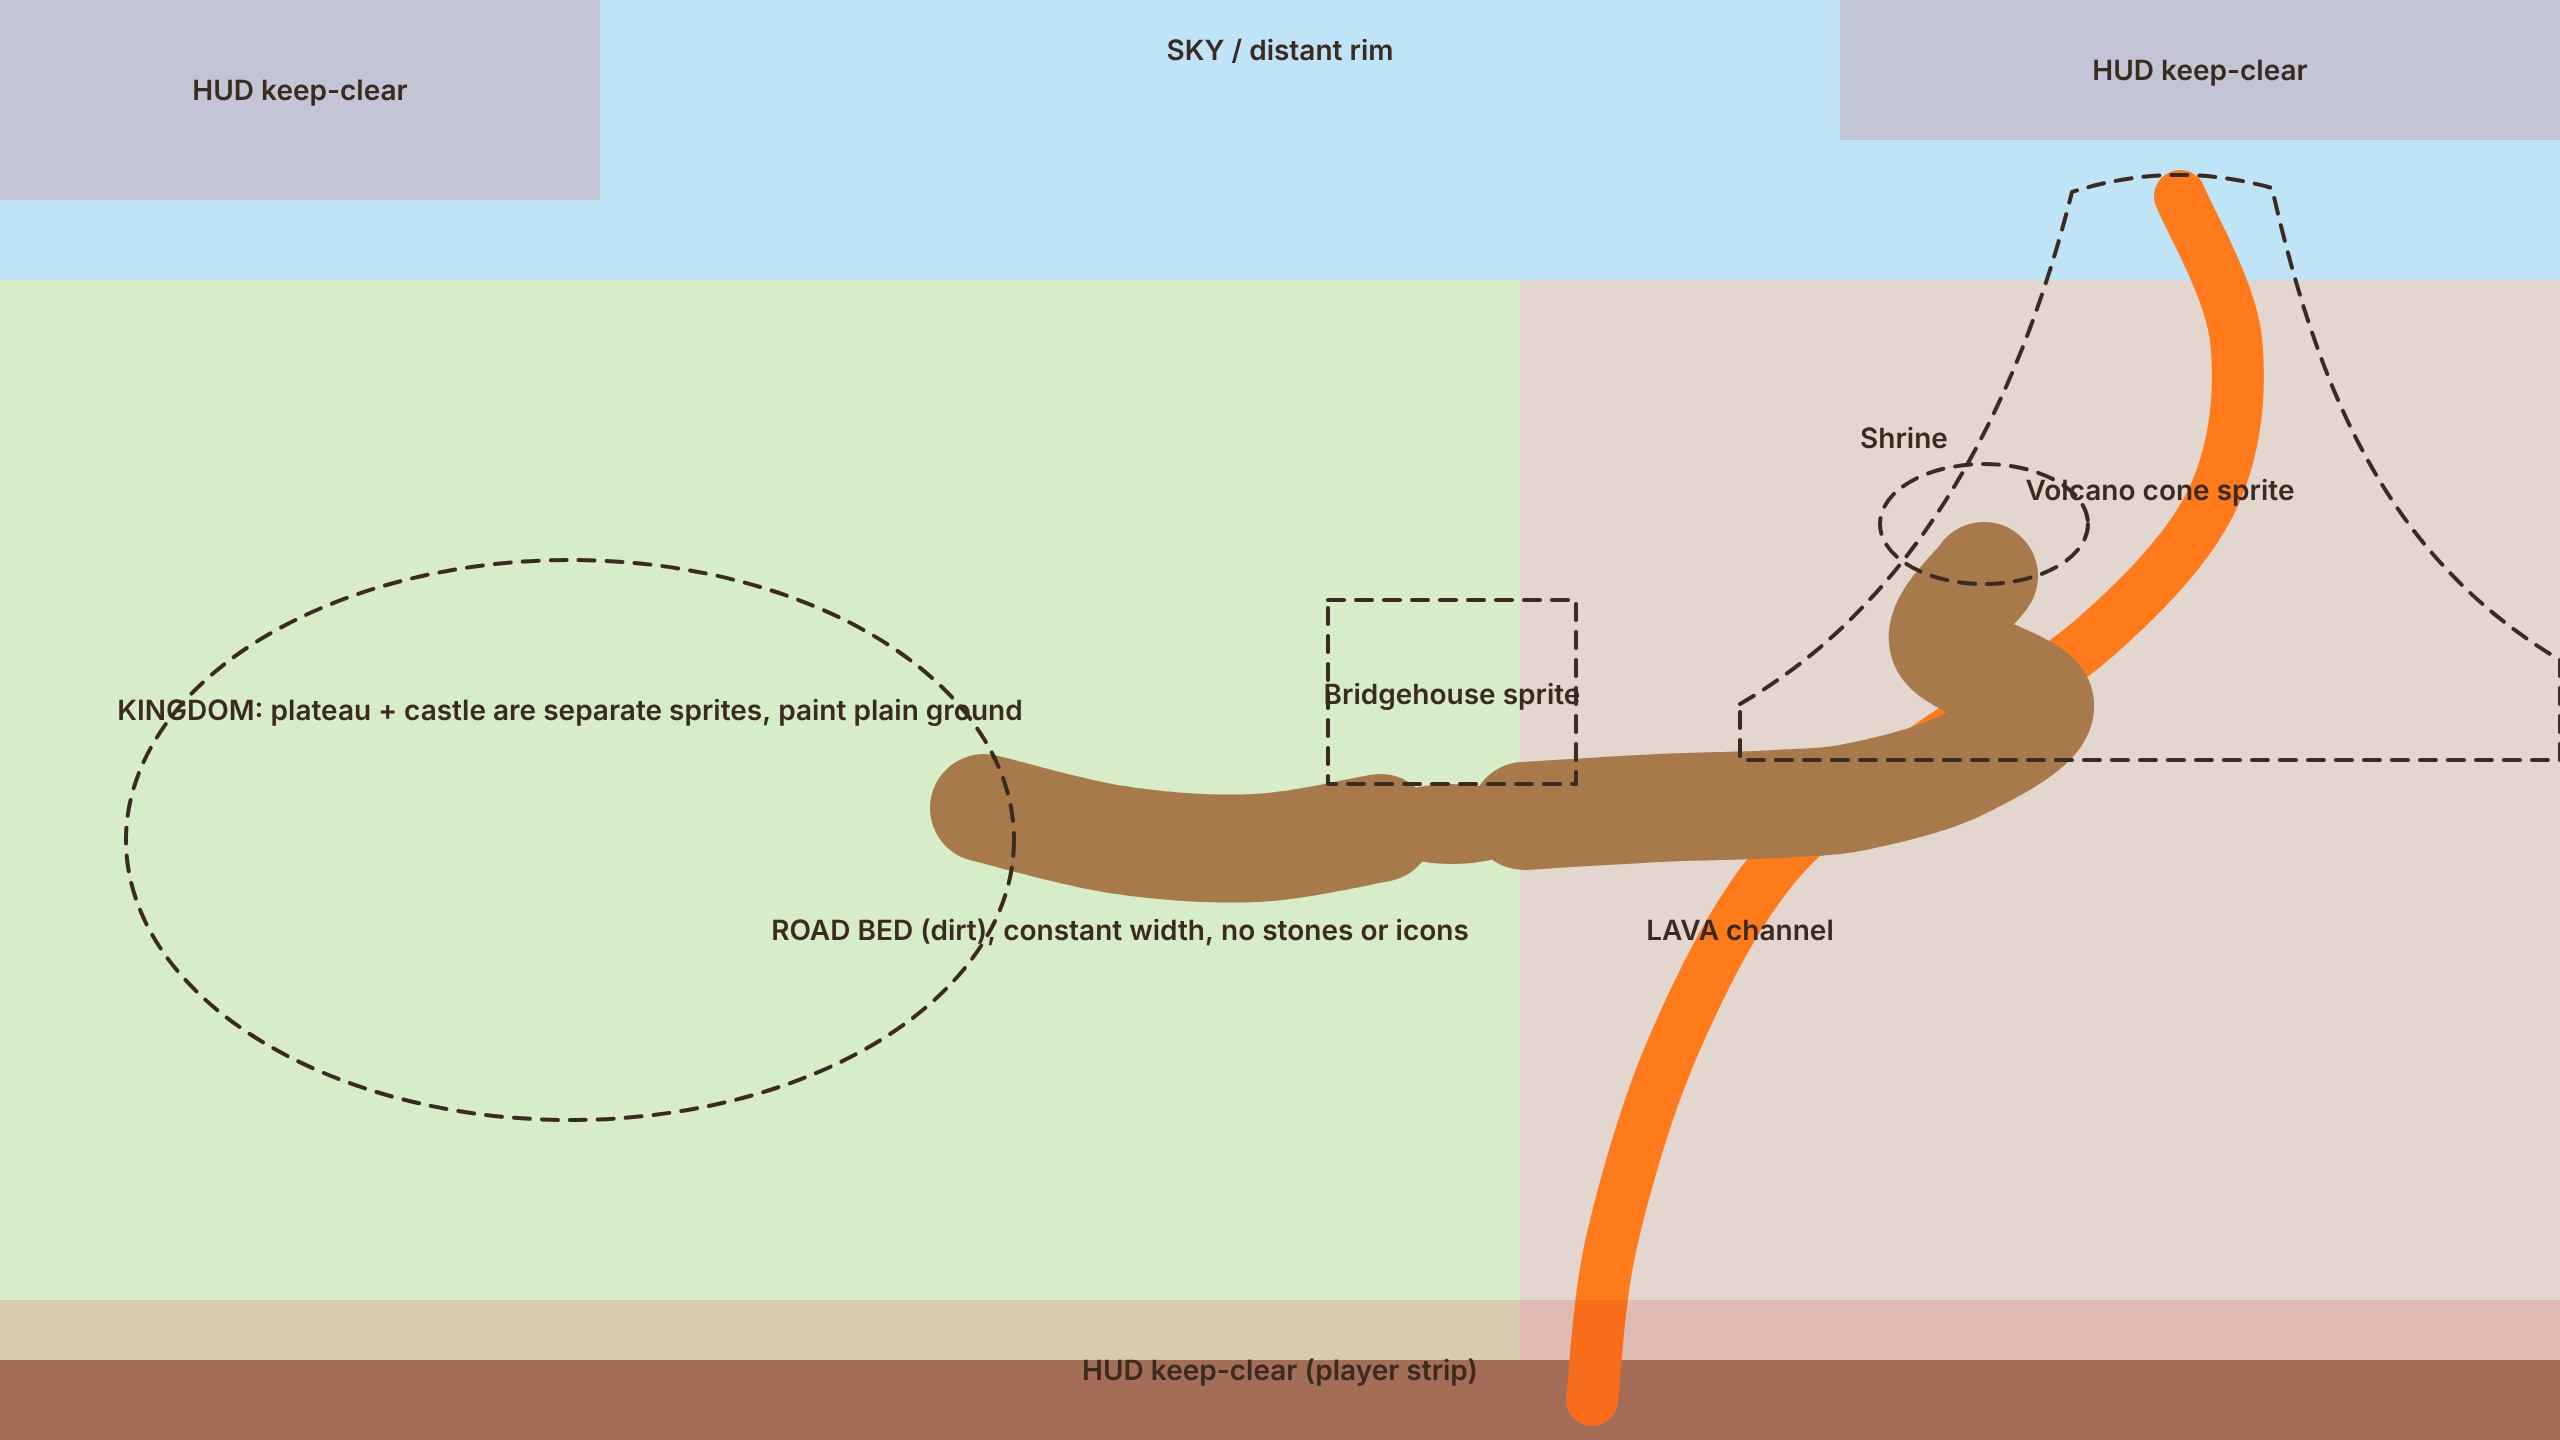 SKY / distant rim
HUD keep-clear
HUD keep-clear
Shrine
Volcano cone sprite
Bridgehouse sprite
KINGDOM: plateau + castle are separate sprites, paint plain ground
ROAD BED (dirt), constant width, no stones or icons
LAVA channel
HUD keep-clear (player strip)